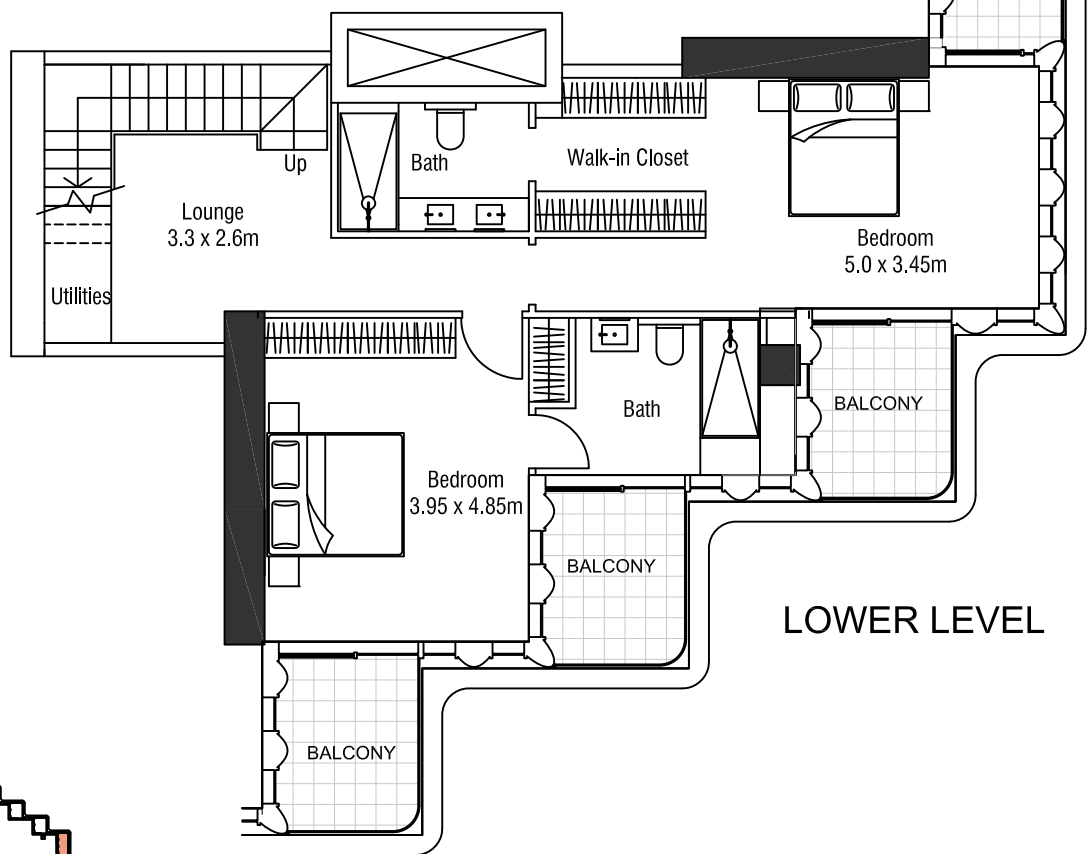 Up
Bath
Walk-in Closet
Lounge
3.3 x 2.6m
Bedroom
5.0 x 3.45m
Utilities
BALCONY
Bath
Bedroom
3.95 x 4.85m
BALCONY
LOWER LEVEL
BALCONY